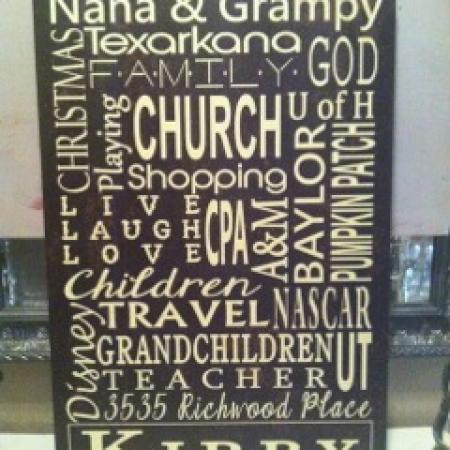 Nana & Grampy
Texarkana
CHRISTMAS
F·A·M·I·L·Y·
GOD
Playing
CHURCH
U of H
Shopping
BAYLOR
PUMPKIN PATCH
LIVE
LAUGH
LOVE
CPA
A&M
Children
TRAVEL
NASCAR
Disney
GRANDCHILDREN
UT
TEACHER
3535 Richwood Place
KIRBY